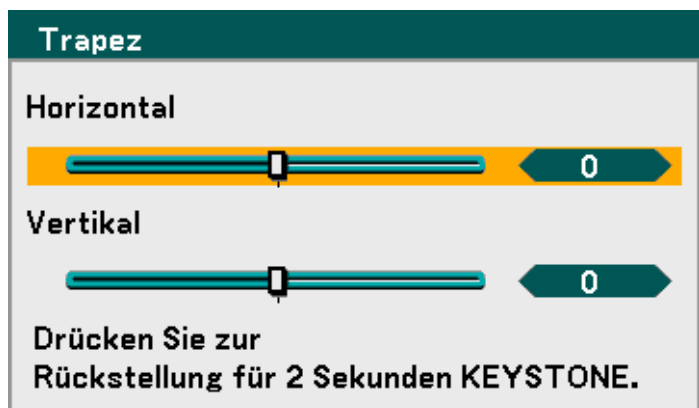 Trapez
Horizontal
0
Vertikal
0
Drücken Sie zur
Rückstellung für 2 Sekunden KEYSTONE.